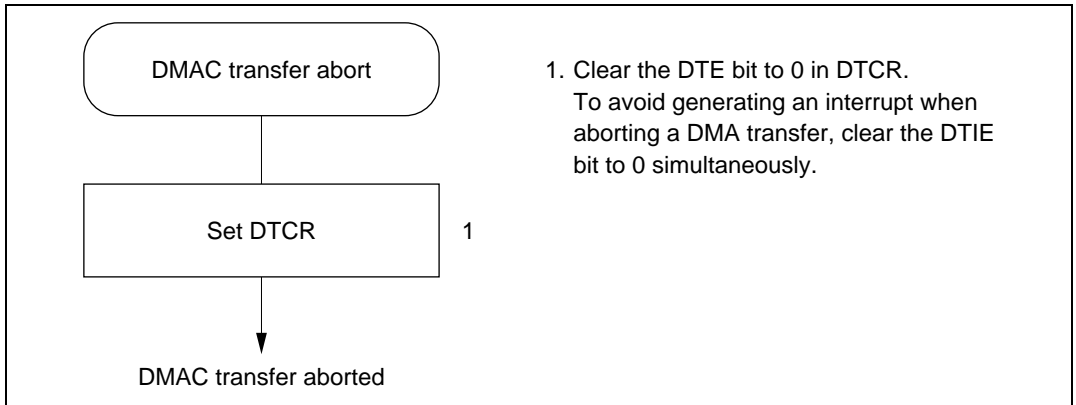 DMAC transfer abort
1. Clear the DTE bit to 0 in DTCR.
To avoid generating an interrupt when
aborting a DMA transfer, clear the DTIE
bit to 0 simultaneously.
Set DTCR
1
DMAC transfer aborted